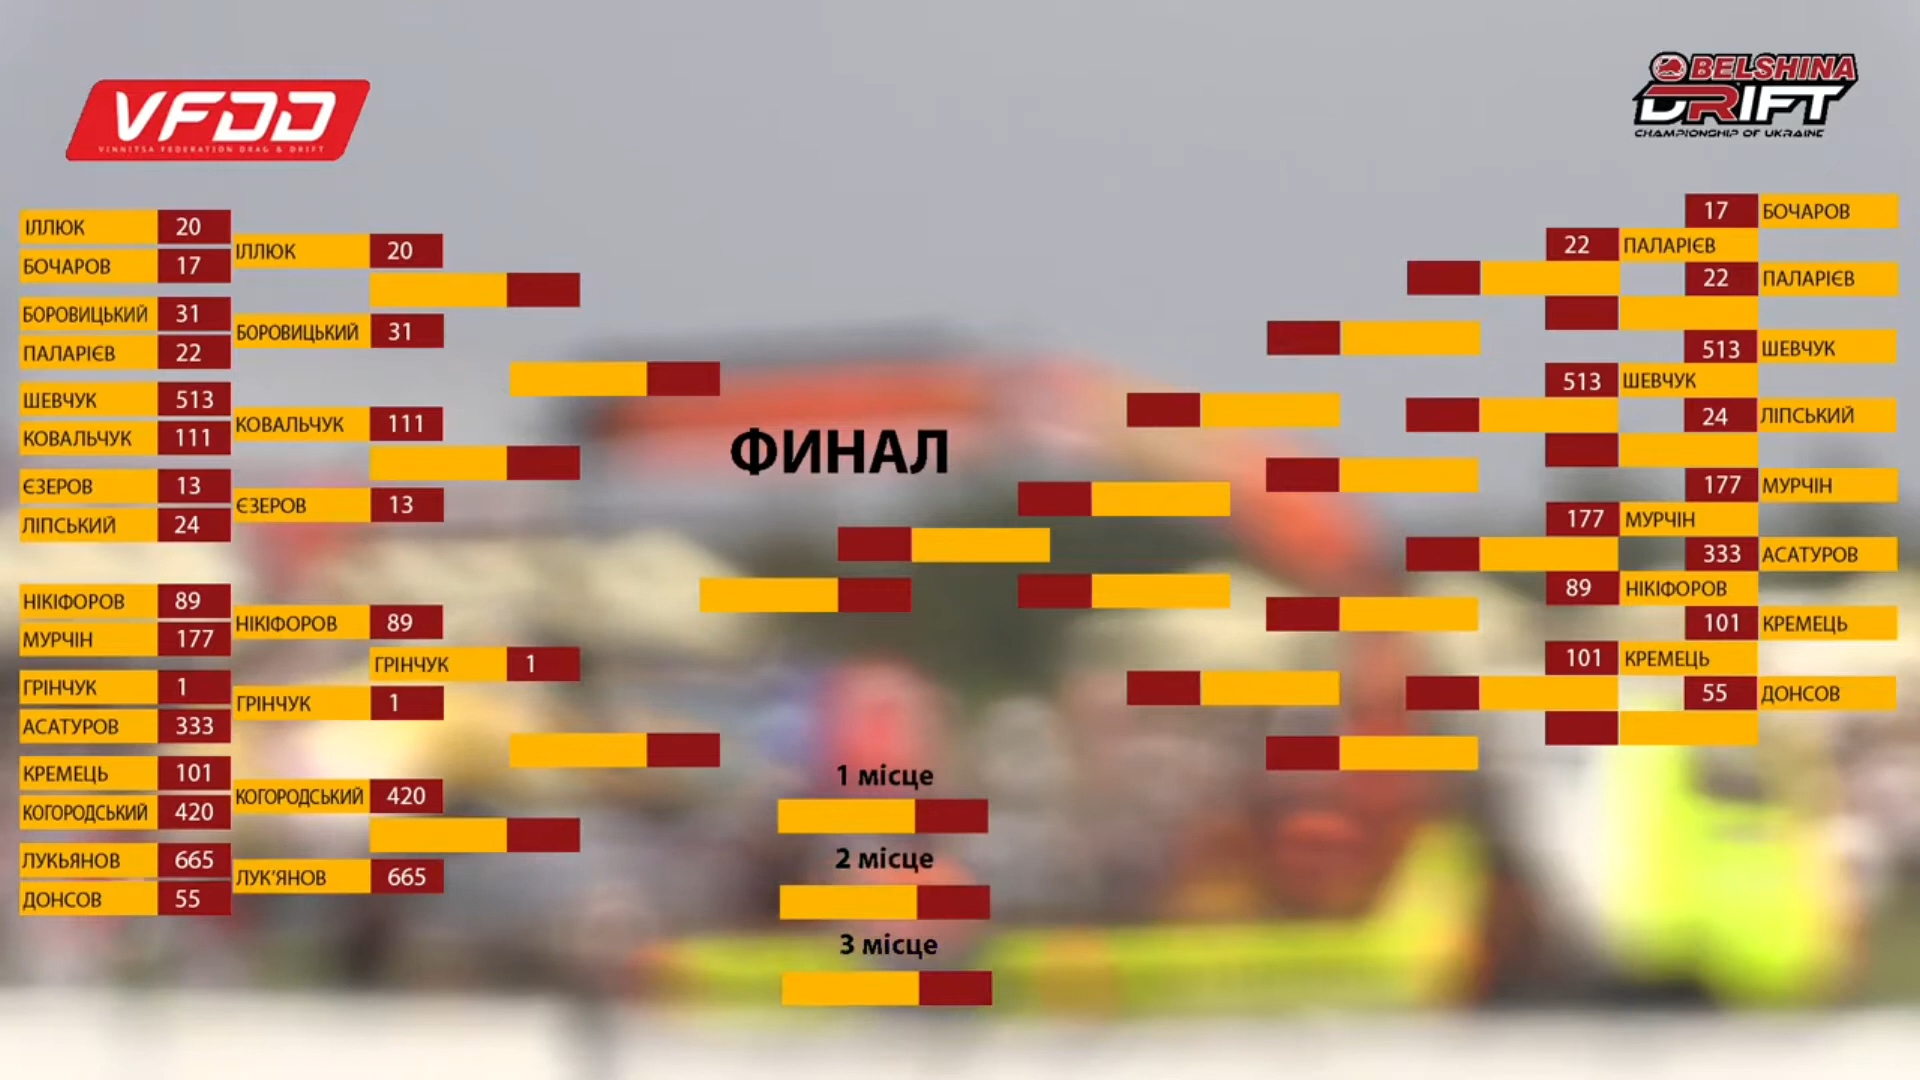 VFDD
VINNITSA FEDERATION DRAG & DRIFT
BELSHINA
DRIFT
CHAMPIONSHIP OF UKRAINE
ІЛЛЮК 20
БОЧАРОВ 17
БОРОВИЦЬКИЙ 31
ПАЛАРІЄВ 22
ШЕВЧУК 513
КОВАЛЬЧУК 111
ЄЗЕРОВ 13
ЛІПСЬКИЙ 24
НІКІФОРОВ 89
МУРЧІН 177
ГРІНЧУК 1
АСАТУРОВ 333
КРЕМЕЦЬ 101
КОГОРОДСЬКИЙ 420
ЛУКЬЯНОВ 665
ДОНСОВ 55
ІЛЛЮК 20
БОРОВИЦЬКИЙ 31
КОВАЛЬЧУК 111
ЄЗЕРОВ 13
НІКІФОРОВ 89
ГРІНЧУК 1
КОГОРОДСЬКИЙ 420
ЛУК'ЯНОВ 665
ГРІНЧУК 1
ФИНАЛ
1 місце
2 місце
3 місце
22 ПАЛАРІЄВ
513 ШЕВЧУК
177 МУРЧІН
89 НІКІФОРОВ
101 КРЕМЕЦЬ
17 БОЧАРОВ
22 ПАЛАРІЄВ
513 ШЕВЧУК
24 ЛІПСЬКИЙ
177 МУРЧІН
333 АСАТУРОВ
101 КРЕМЕЦЬ
55 ДОНСОВ